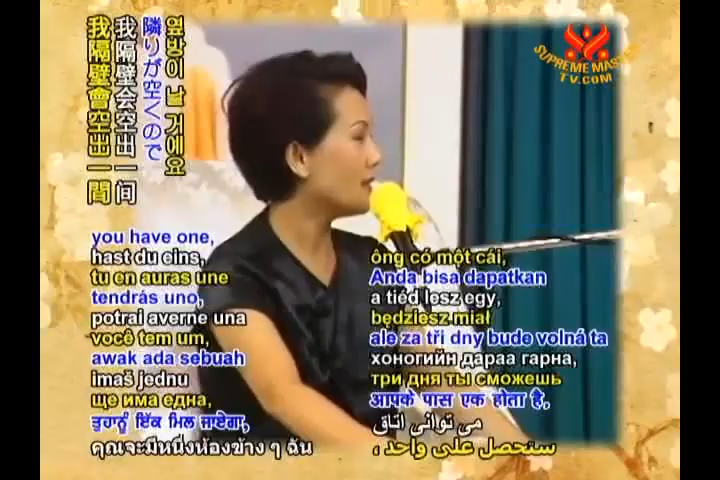 옆방이 날 거에요
隣りが空くので
我隔壁会空出一间
我隔壁會空出一間
SUPREME MASTER
TV.COM
you have one,
hast du eins,
tu en auras une
tendrás uno,
potrai averne una
você tem um,
awak ada sebuah
imaš jednu
ще има една,
ਤੁਹਾਨੂੰ ਇੱਕ ਮਿਲ ਜਾਏਗਾ,
คุณจะมีหนึ่งห้องข้าง ๆ ฉัน
ông có một cái,
Anda bisa dapatkan
a tiéd lesz egy,
będziesz miał
ale za tři dny bude volná ta
хоногийн дараа гарна,
три дня ты сможешь
आपके पास एक होता है,
می توانی اتاق
ستحصل على واحد ،